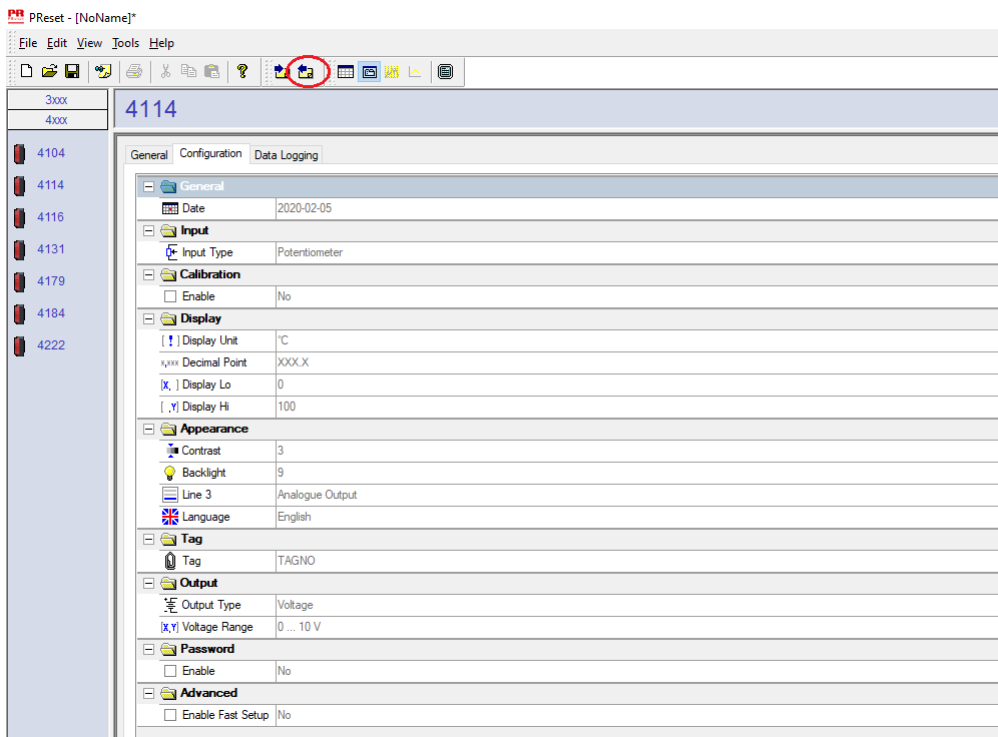 PR PReset - [NoName]*
File Edit View Tools Help
3xxx
4xxx
4104
4114
4116
4131
4179
4184
4222
4114
General Configuration Data Logging
General
Date 2020-02-05
Input
Input Type Potentiometer
Calibration
Enable No
Display
[ ! ] Display Unit °C
x,xxx Decimal Point XXX.X
[X, ] Display Lo 0
[ ,Y] Display Hi 100
Appearance
Contrast 3
Backlight 9
Line 3 Analogue Output
Language English
Tag
Tag TAGNO
Output
Output Type Voltage
[X,Y] Voltage Range 0 ... 10 V
Password
Enable No
Advanced
Enable Fast Setup No